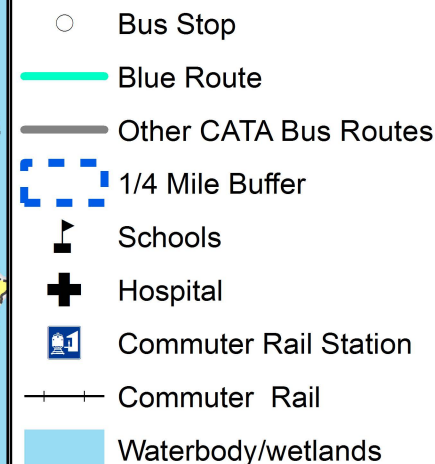 Bus Stop
Blue Route
Other CATA Bus Routes
1/4 Mile Buffer
Schools
Hospital
Commuter Rail Station
Commuter Rail
Waterbody/wetlands